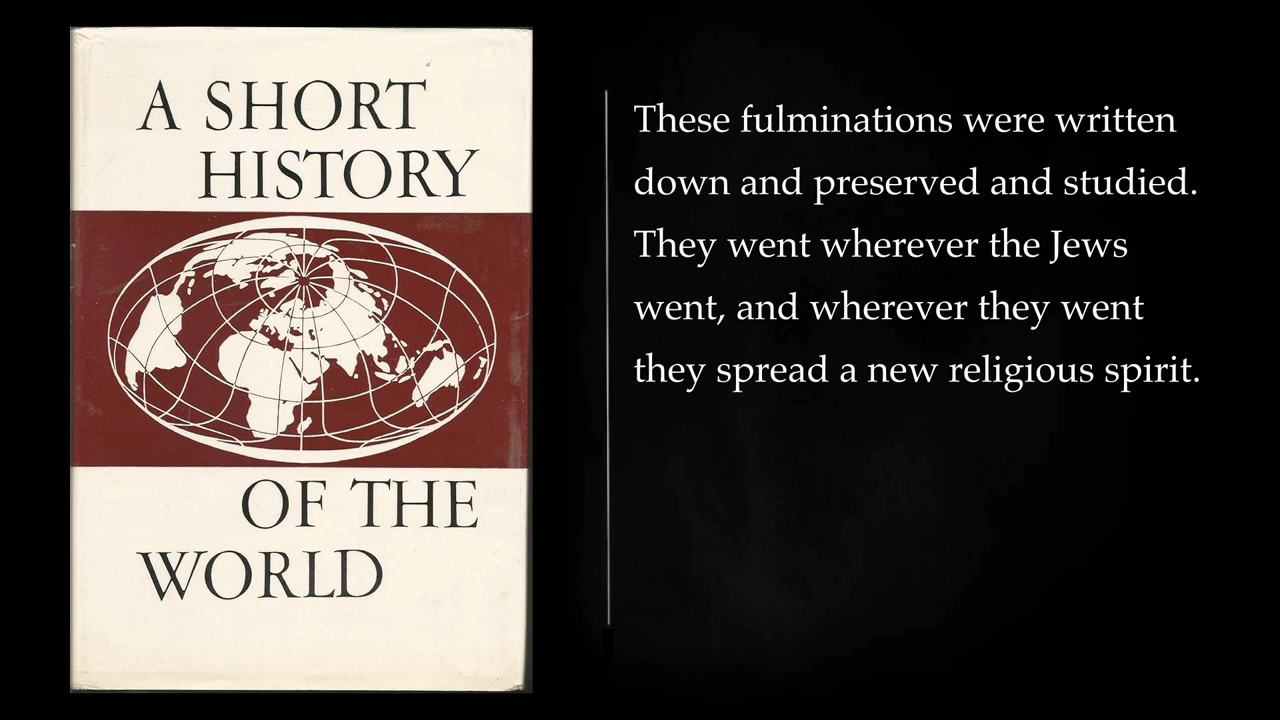 A SHORT
HISTORY
OF THE
WORLD
These fulminations were written
down and preserved and studied.
They went wherever the Jews
went, and wherever they went
they spread a new religious spirit.